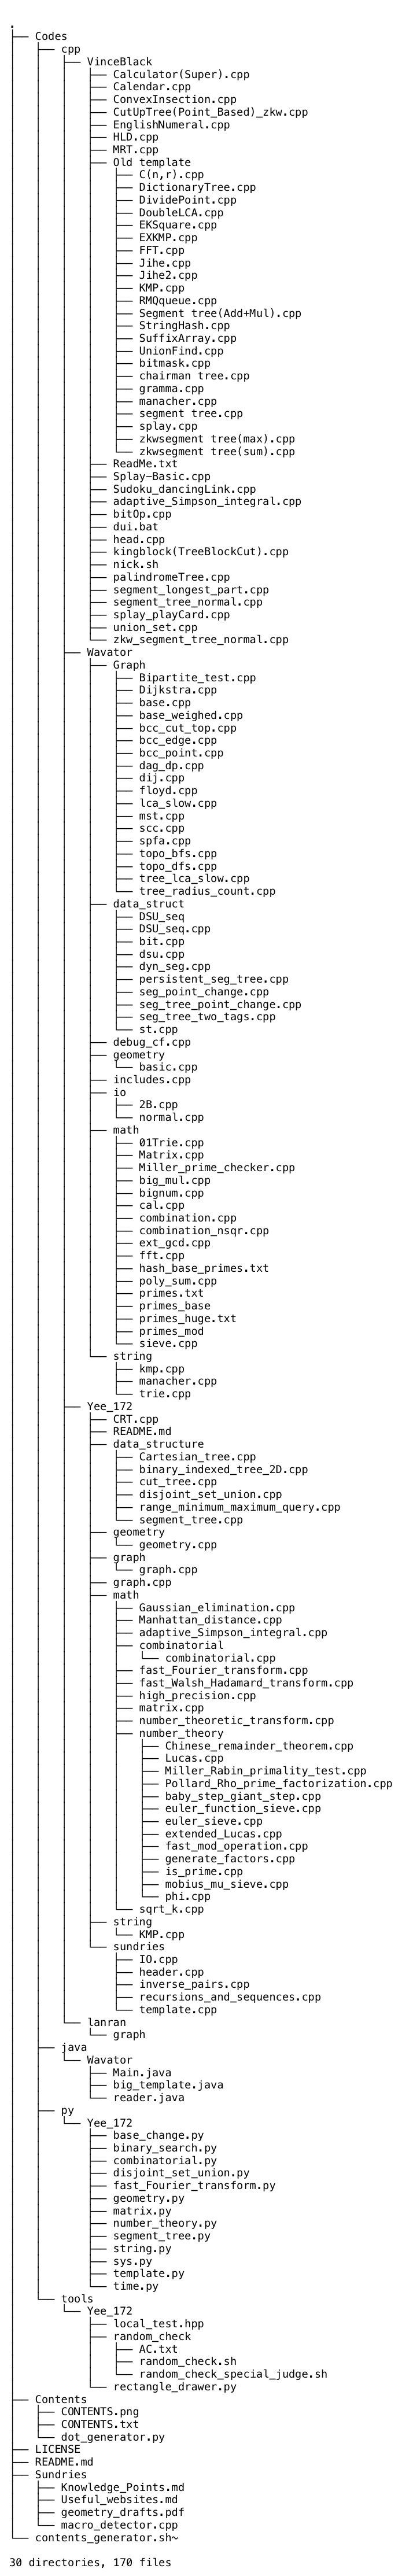 .
├── Codes
│   ├── cpp
│   │   ├── VinceBlack
│   │   │   ├── Calculator(Super).cpp
│   │   │   ├── Calendar.cpp
│   │   │   ├── ConvexInsection.cpp
│   │   │   ├── CutUpTree(Point_Based)_zkw.cpp
│   │   │   ├── EnglishNumeral.cpp
│   │   │   ├── HLD.cpp
│   │   │   ├── MRT.cpp
│   │   │   ├── Old template
│   │   │   │   ├── C(n,r).cpp
│   │   │   │   ├── DictionaryTree.cpp
│   │   │   │   ├── DividePoint.cpp
│   │   │   │   ├── DoubleLCA.cpp
│   │   │   │   ├── EKSquare.cpp
│   │   │   │   ├── EXKMP.cpp
│   │   │   │   ├── FFT.cpp
│   │   │   │   ├── Jihe.cpp
│   │   │   │   ├── Jihe2.cpp
│   │   │   │   ├── KMP.cpp
│   │   │   │   ├── RMQqueue.cpp
│   │   │   │   ├── Segment tree(Add+Mul).cpp
│   │   │   │   ├── StringHash.cpp
│   │   │   │   ├── SuffixArray.cpp
│   │   │   │   ├── UnionFind.cpp
│   │   │   │   ├── bitmask.cpp
│   │   │   │   ├── chairman tree.cpp
│   │   │   │   ├── gramma.cpp
│   │   │   │   ├── manacher.cpp
│   │   │   │   ├── segment tree.cpp
│   │   │   │   ├── splay.cpp
│   │   │   │   ├── zkwsegment tree(max).cpp
│   │   │   │   └── zkwsegment tree(sum).cpp
│   │   │   ├── ReadMe.txt
│   │   │   ├── Splay-Basic.cpp
│   │   │   ├── Sudoku_dancingLink.cpp
│   │   │   ├── adaptive_Simpson_integral.cpp
│   │   │   ├── bitOp.cpp
│   │   │   ├── dui.bat
│   │   │   ├── head.cpp
│   │   │   ├── kingblock(TreeBlockCut).cpp
│   │   │   ├── nick.sh
│   │   │   ├── palindromeTree.cpp
│   │   │   ├── segment_longest_part.cpp
│   │   │   ├── segment_tree_normal.cpp
│   │   │   ├── splay_playCard.cpp
│   │   │   ├── union_set.cpp
│   │   │   └── zkw_segment_tree_normal.cpp
│   │   ├── Wavator
│   │   │   ├── Graph
│   │   │   │   ├── Bipartite_test.cpp
│   │   │   │   ├── Dijkstra.cpp
│   │   │   │   ├── base.cpp
│   │   │   │   ├── base_weighed.cpp
│   │   │   │   ├── bcc_cut_top.cpp
│   │   │   │   ├── bcc_edge.cpp
│   │   │   │   ├── bcc_point.cpp
│   │   │   │   ├── dag_dp.cpp
│   │   │   │   ├── dij.cpp
│   │   │   │   ├── floyd.cpp
│   │   │   │   ├── lca_slow.cpp
│   │   │   │   ├── mst.cpp
│   │   │   │   ├── scc.cpp
│   │   │   │   ├── spfa.cpp
│   │   │   │   ├── topo_bfs.cpp
│   │   │   │   ├── topo_dfs.cpp
│   │   │   │   ├── tree_lca_slow.cpp
│   │   │   │   └── tree_radius_count.cpp
│   │   │   ├── data_struct
│   │   │   │   ├── DSU_seq
│   │   │   │   ├── DSU_seq.cpp
│   │   │   │   ├── bit.cpp
│   │   │   │   ├── dsu.cpp
│   │   │   │   ├── dyn_seg.cpp
│   │   │   │   ├── persistent_seg_tree.cpp
│   │   │   │   ├── seg_point_change.cpp
│   │   │   │   ├── seg_tree_point_change.cpp
│   │   │   │   ├── seg_tree_two_tags.cpp
│   │   │   │   └── st.cpp
│   │   │   ├── debug_cf.cpp
│   │   │   ├── geometry
│   │   │   │   └── basic.cpp
│   │   │   ├── includes.cpp
│   │   │   ├── io
│   │   │   │   ├── 2B.cpp
│   │   │   │   └── normal.cpp
│   │   │   ├── math
│   │   │   │   ├── 01Trie.cpp
│   │   │   │   ├── Matrix.cpp
│   │   │   │   ├── Miller_prime_checker.cpp
│   │   │   │   ├── big_mul.cpp
│   │   │   │   ├── bignum.cpp
│   │   │   │   ├── cal.cpp
│   │   │   │   ├── combination.cpp
│   │   │   │   ├── combination_nsqr.cpp
│   │   │   │   ├── ext_gcd.cpp
│   │   │   │   ├── fft.cpp
│   │   │   │   ├── hash_base_primes.txt
│   │   │   │   ├── poly_sum.cpp
│   │   │   │   ├── primes.txt
│   │   │   │   ├── primes_base
│   │   │   │   ├── primes_huge.txt
│   │   │   │   ├── primes_mod
│   │   │   │   └── sieve.cpp
│   │   │   └── string
│   │   │       ├── kmp.cpp
│   │   │       ├── manacher.cpp
│   │   │       └── trie.cpp
│   │   ├── Yee_172
│   │   │   ├── CRT.cpp
│   │   │   ├── README.md
│   │   │   ├── data_structure
│   │   │   │   ├── Cartesian_tree.cpp
│   │   │   │   ├── binary_indexed_tree_2D.cpp
│   │   │   │   ├── cut_tree.cpp
│   │   │   │   ├── disjoint_set_union.cpp
│   │   │   │   ├── range_minimum_maximum_query.cpp
│   │   │   │   └── segment_tree.cpp
│   │   │   ├── geometry
│   │   │   │   └── geometry.cpp
│   │   │   ├── graph
│   │   │   │   └── graph.cpp
│   │   │   ├── graph.cpp
│   │   │   ├── math
│   │   │   │   ├── Gaussian_elimination.cpp
│   │   │   │   ├── Manhattan_distance.cpp
│   │   │   │   ├── adaptive_Simpson_integral.cpp
│   │   │   │   ├── combinatorial
│   │   │   │   │   └── combinatorial.cpp
│   │   │   │   ├── fast_Fourier_transform.cpp
│   │   │   │   ├── fast_Walsh_Hadamard_transform.cpp
│   │   │   │   ├── high_precision.cpp
│   │   │   │   ├── matrix.cpp
│   │   │   │   ├── number_theoretic_transform.cpp
│   │   │   │   ├── number_theory
│   │   │   │   │   ├── Chinese_remainder_theorem.cpp
│   │   │   │   │   ├── Lucas.cpp
│   │   │   │   │   ├── Miller_Rabin_primality_test.cpp
│   │   │   │   │   ├── Pollard_Rho_prime_factorization.cpp
│   │   │   │   │   ├── baby_step_giant_step.cpp
│   │   │   │   │   ├── euler_function_sieve.cpp
│   │   │   │   │   ├── euler_sieve.cpp
│   │   │   │   │   ├── extended_Lucas.cpp
│   │   │   │   │   ├── fast_mod_operation.cpp
│   │   │   │   │   ├── generate_factors.cpp
│   │   │   │   │   ├── is_prime.cpp
│   │   │   │   │   ├── mobius_mu_sieve.cpp
│   │   │   │   │   └── phi.cpp
│   │   │   │   └── sqrt_k.cpp
│   │   │   ├── string
│   │   │   │   └── KMP.cpp
│   │   │   └── sundries
│   │   │       ├── IO.cpp
│   │   │       ├── header.cpp
│   │   │       ├── inverse_pairs.cpp
│   │   │       ├── recursions_and_sequences.cpp
│   │   │       └── template.cpp
│   │   └── lanran
│   │       └── graph
│   ├── java
│   │   └── Wavator
│   │       ├── Main.java
│   │       ├── big_template.java
│   │       └── reader.java
│   ├── py
│   │   └── Yee_172
│   │       ├── base_change.py
│   │       ├── binary_search.py
│   │       ├── combinatorial.py
│   │       ├── disjoint_set_union.py
│   │       ├── fast_Fourier_transform.py
│   │       ├── geometry.py
│   │       ├── matrix.py
│   │       ├── number_theory.py
│   │       ├── segment_tree.py
│   │       ├── string.py
│   │       ├── sys.py
│   │       ├── template.py
│   │       └── time.py
│   └── tools
│       └── Yee_172
│           ├── local_test.hpp
│           ├── random_check
│           │   ├── AC.txt
│           │   ├── random_check.sh
│           │   └── random_check_special_judge.sh
│           └── rectangle_drawer.py
├── Contents
│   ├── CONTENTS.png
│   ├── CONTENTS.txt
│   └── dot_generator.py
├── LICENSE
├── README.md
├── Sundries
│   ├── Knowledge_Points.md
│   ├── Useful_websites.md
│   ├── geometry_drafts.pdf
│   └── macro_detector.cpp
└── contents_generator.sh~

30 directories, 170 files